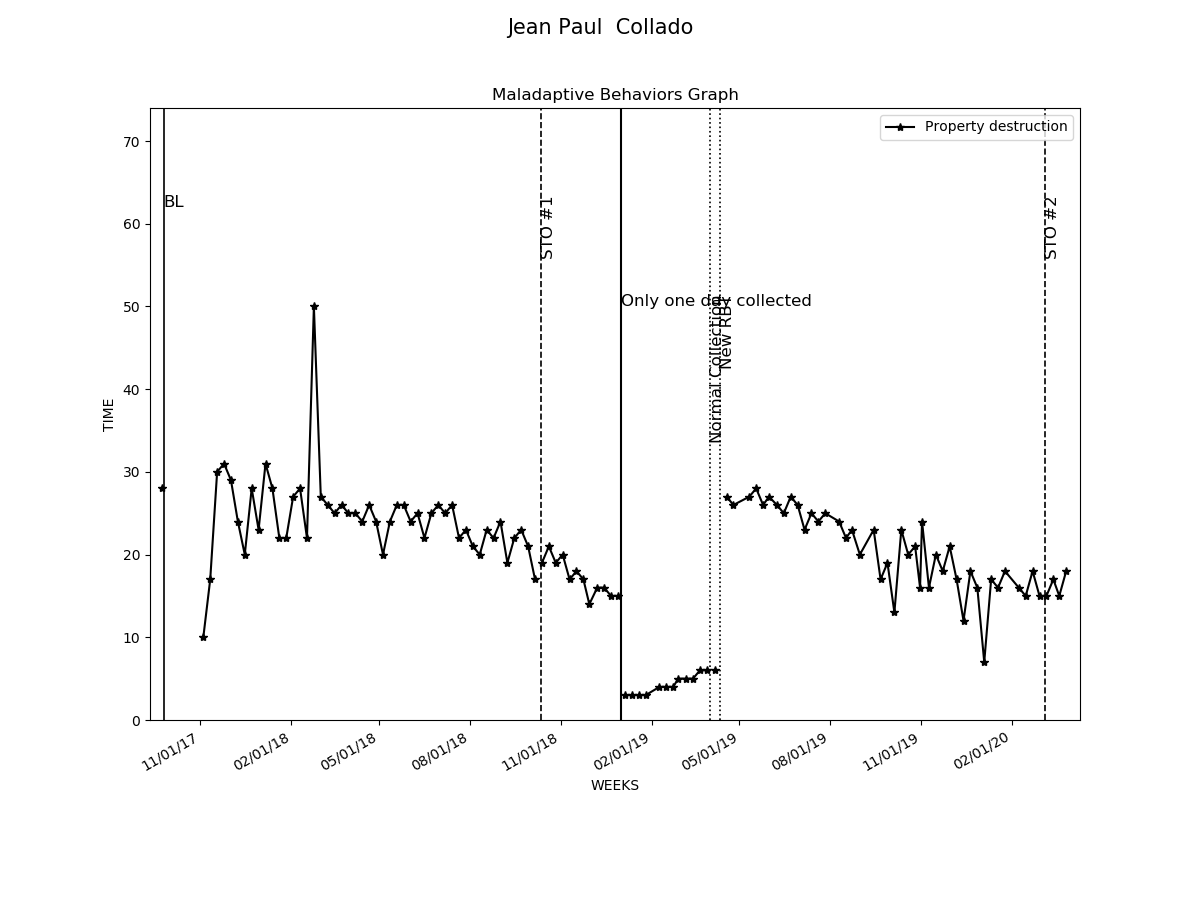 Jean Paul  Collado
Maladaptive Behaviors Graph
Property destruction
70
60
50
40
30
20
10
0
TIME
BL
STO #1
Only one day collected
Normal Collection
New RBT
STO #2
11/01/17
02/01/18
05/01/18
08/01/18
11/01/18
02/01/19
05/01/19
08/01/19
11/01/19
02/01/20
WEEKS